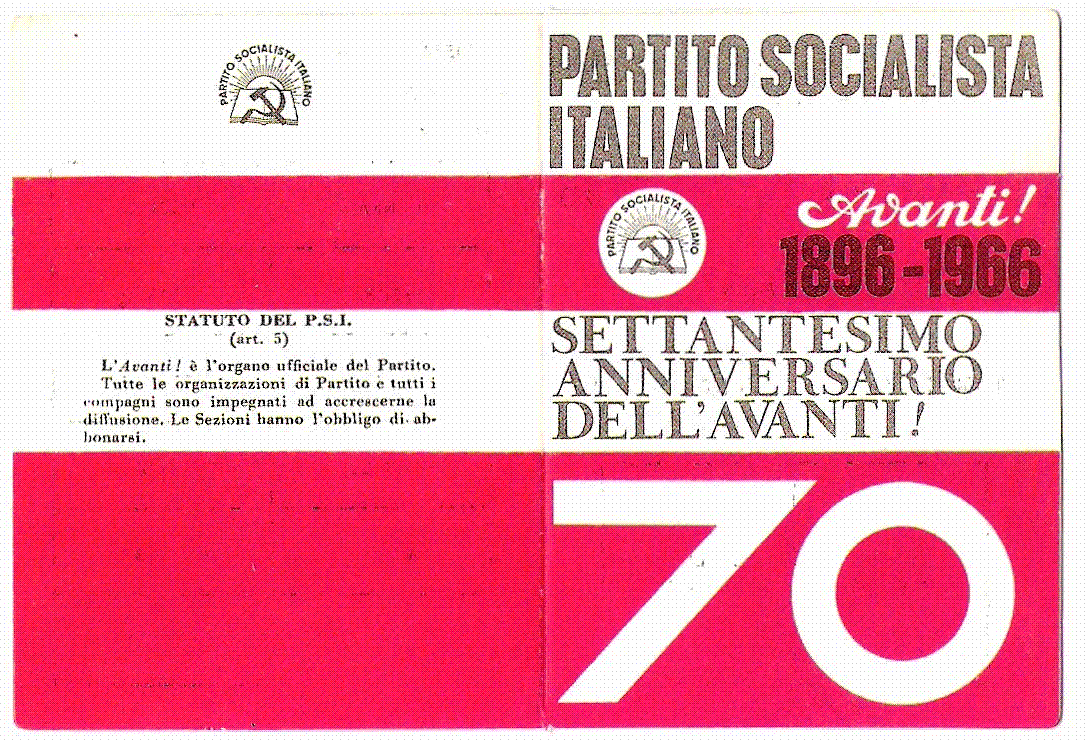 PARTITO SOCIALISTA ITALIANO
STATUTO DEL P.S.I.
(art. 5)
L'Avanti! è l'organo ufficiale del Partito.
Tutte le organizzazioni di Partito e tutti i
compagni sono impegnati ad accrescerne la
diffusione. Le Sezioni hanno l'obbligo di ab-
bonarsi.
PARTITO SOCIALISTA
ITALIANO
PARTITO SOCIALISTA ITALIANO
Avanti!
1896-1966
SETTANTESIMO
ANNIVERSARIO
DELL'AVANTI!
70